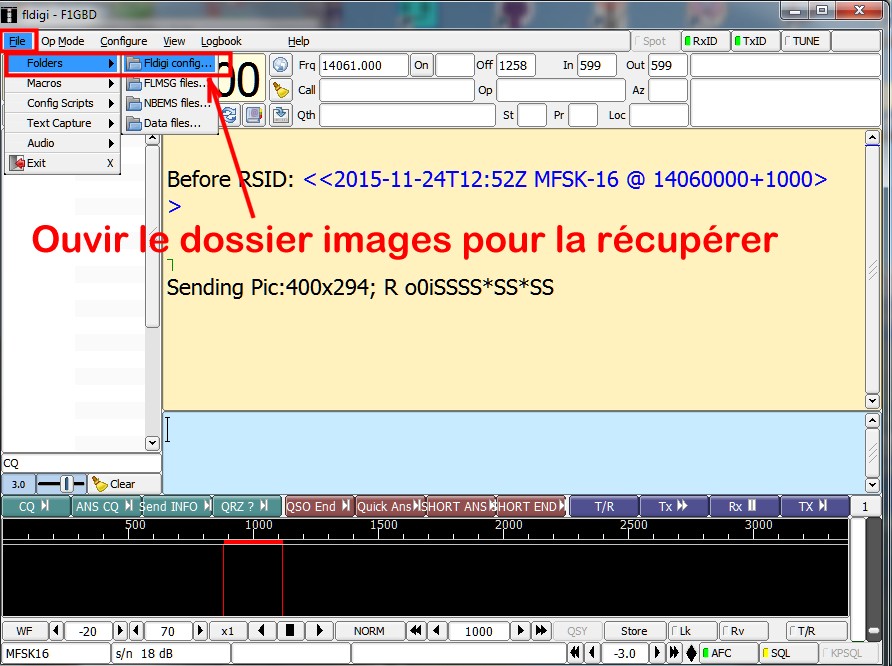 fldigi - F1GBD
File Op Mode Configure View Logbook Help Spot RxID TxID TUNE
Folders
Macros
Config Scripts
Text Capture
Audio
Exit X
Fldigi config...
FLMSG files...
NBEMS files...
Data files...
00
Frq 14061.000 On Off 1258 In 599 Out 599
Call Op Az
Qth St Pr Loc
Before RSID: <<2015-11-24T12:52Z MFSK-16 @ 14060000+1000>
>
Ouvir le dossier images pour la récupérer
Sending Pic:400x294; R o0iSSSS*SS*SS
CQ
3.0 Clear
CQ ANS CQ Send INFO QRZ ? QSO End Quick Ans SHORT ANS SHORT END T/R Tx Rx TX 1
500 1000 1500 2000 2500 3000
WF -20 70 x1 NORM 1000 QSY Store Lk Rv T/R
MFSK16 s/n 18 dB -3.0 AFC SQL KPSQL